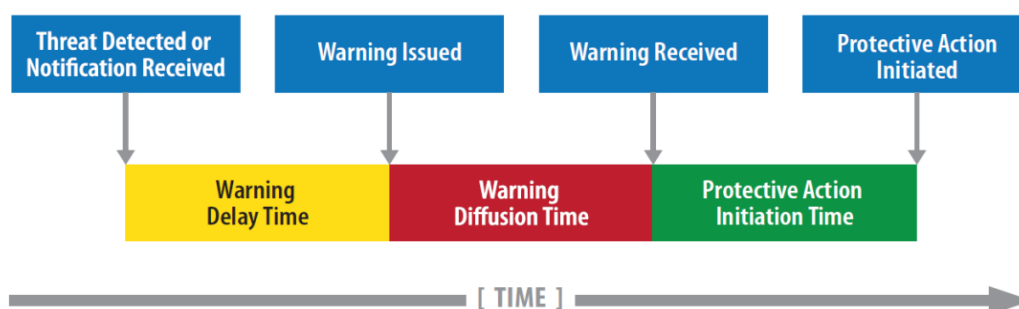 Threat Detected or
Notification Received
Warning Issued
Warning Received
Protective Action
Initiated
Warning
Delay Time
Warning
Diffusion Time
Protective Action
Initiation Time
[ TIME ]